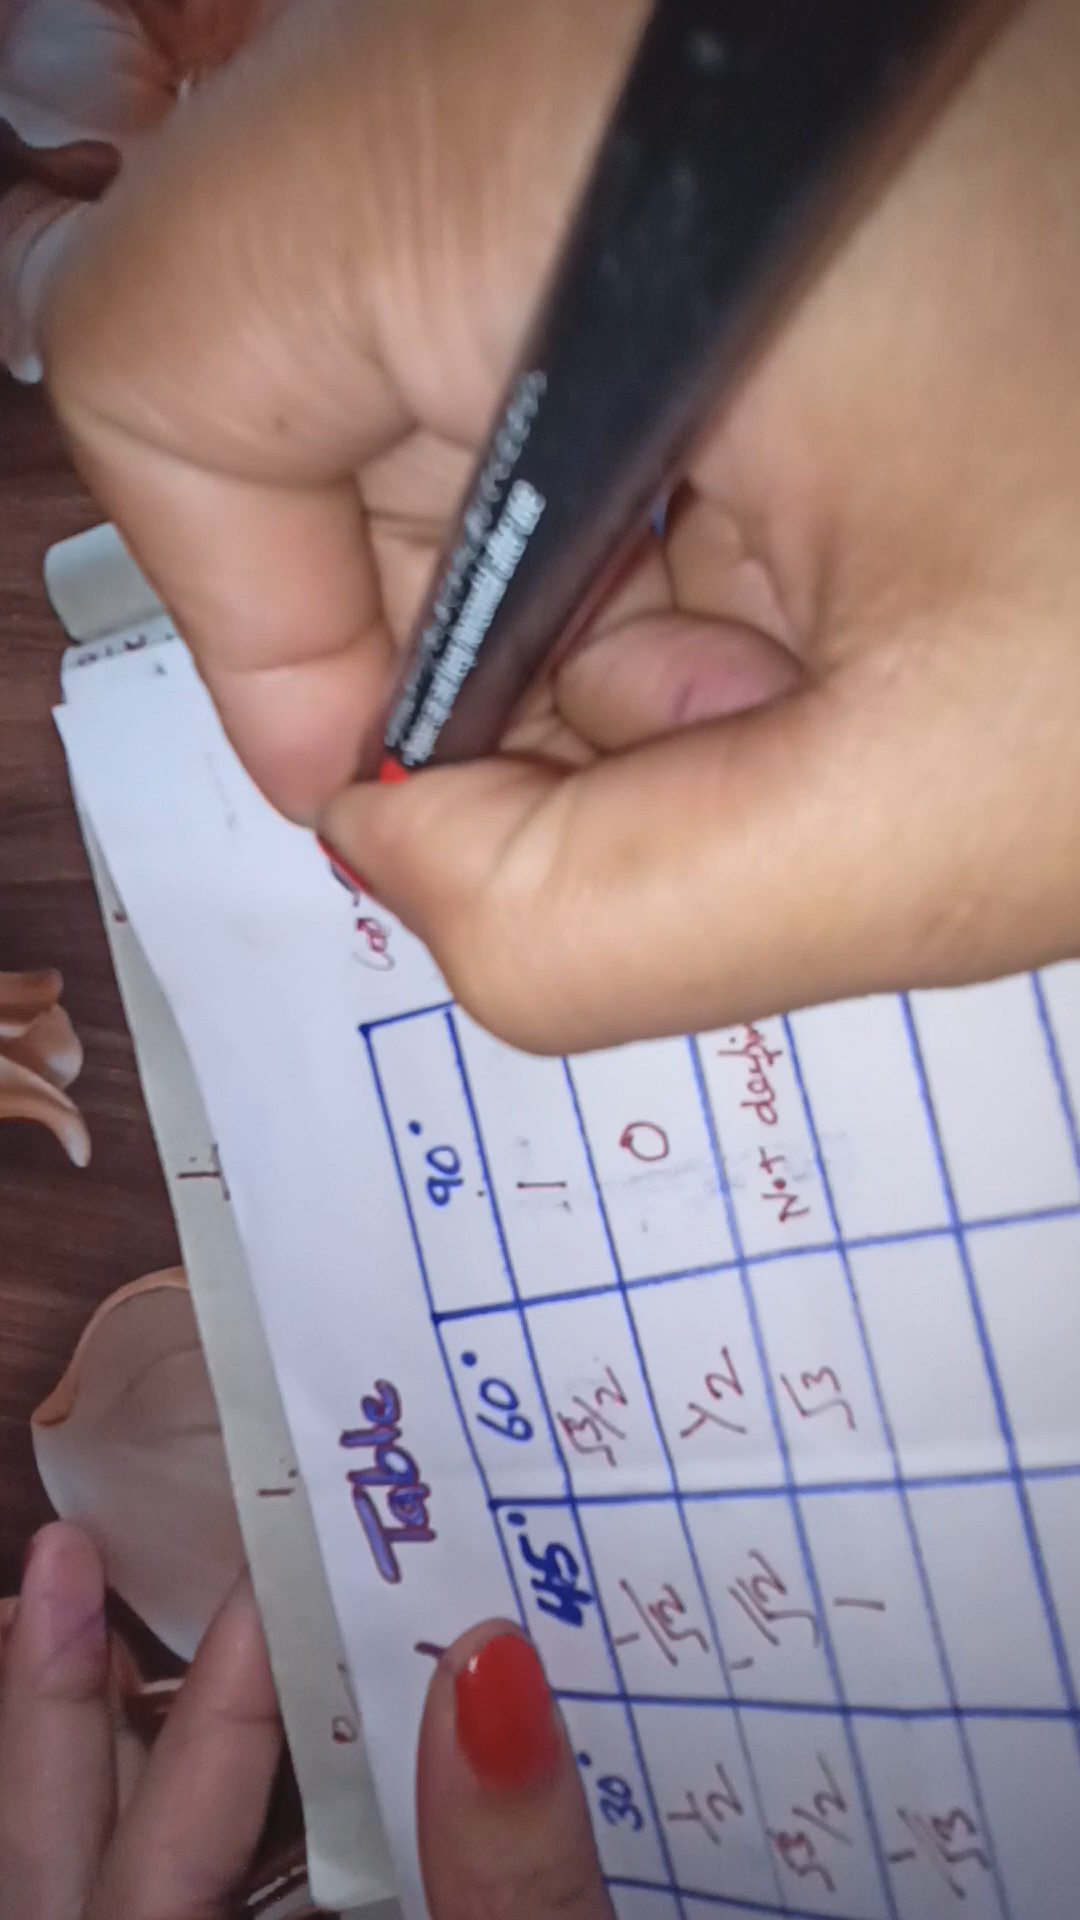 Table
30° 45° 60° 90°
1/2 1/√2 √3/2 1
√3/2 1/√2 1/2 0
1/√3 1 √3 Not defin